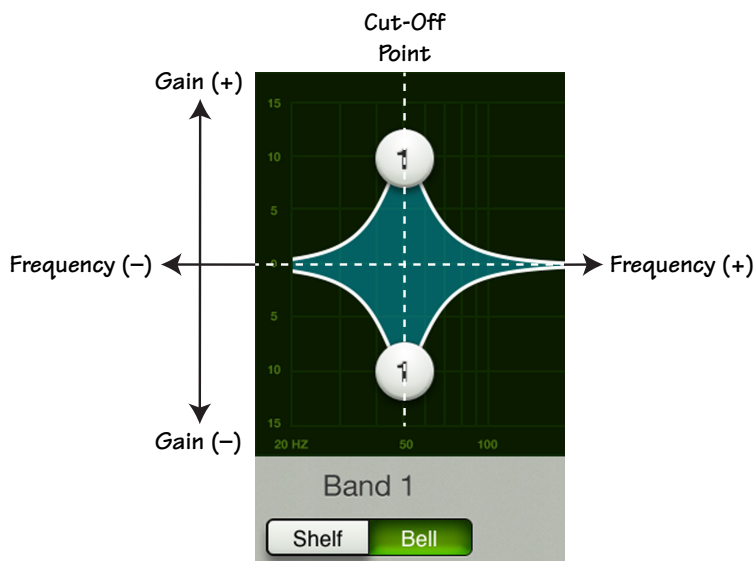 Cut-Off
Point
Gain (+)
15
10
1
5
Frequency (–)
0
Frequency (+)
5
10
1
15
Gain (–)
20 HZ 50 100
Band 1
Shelf Bell